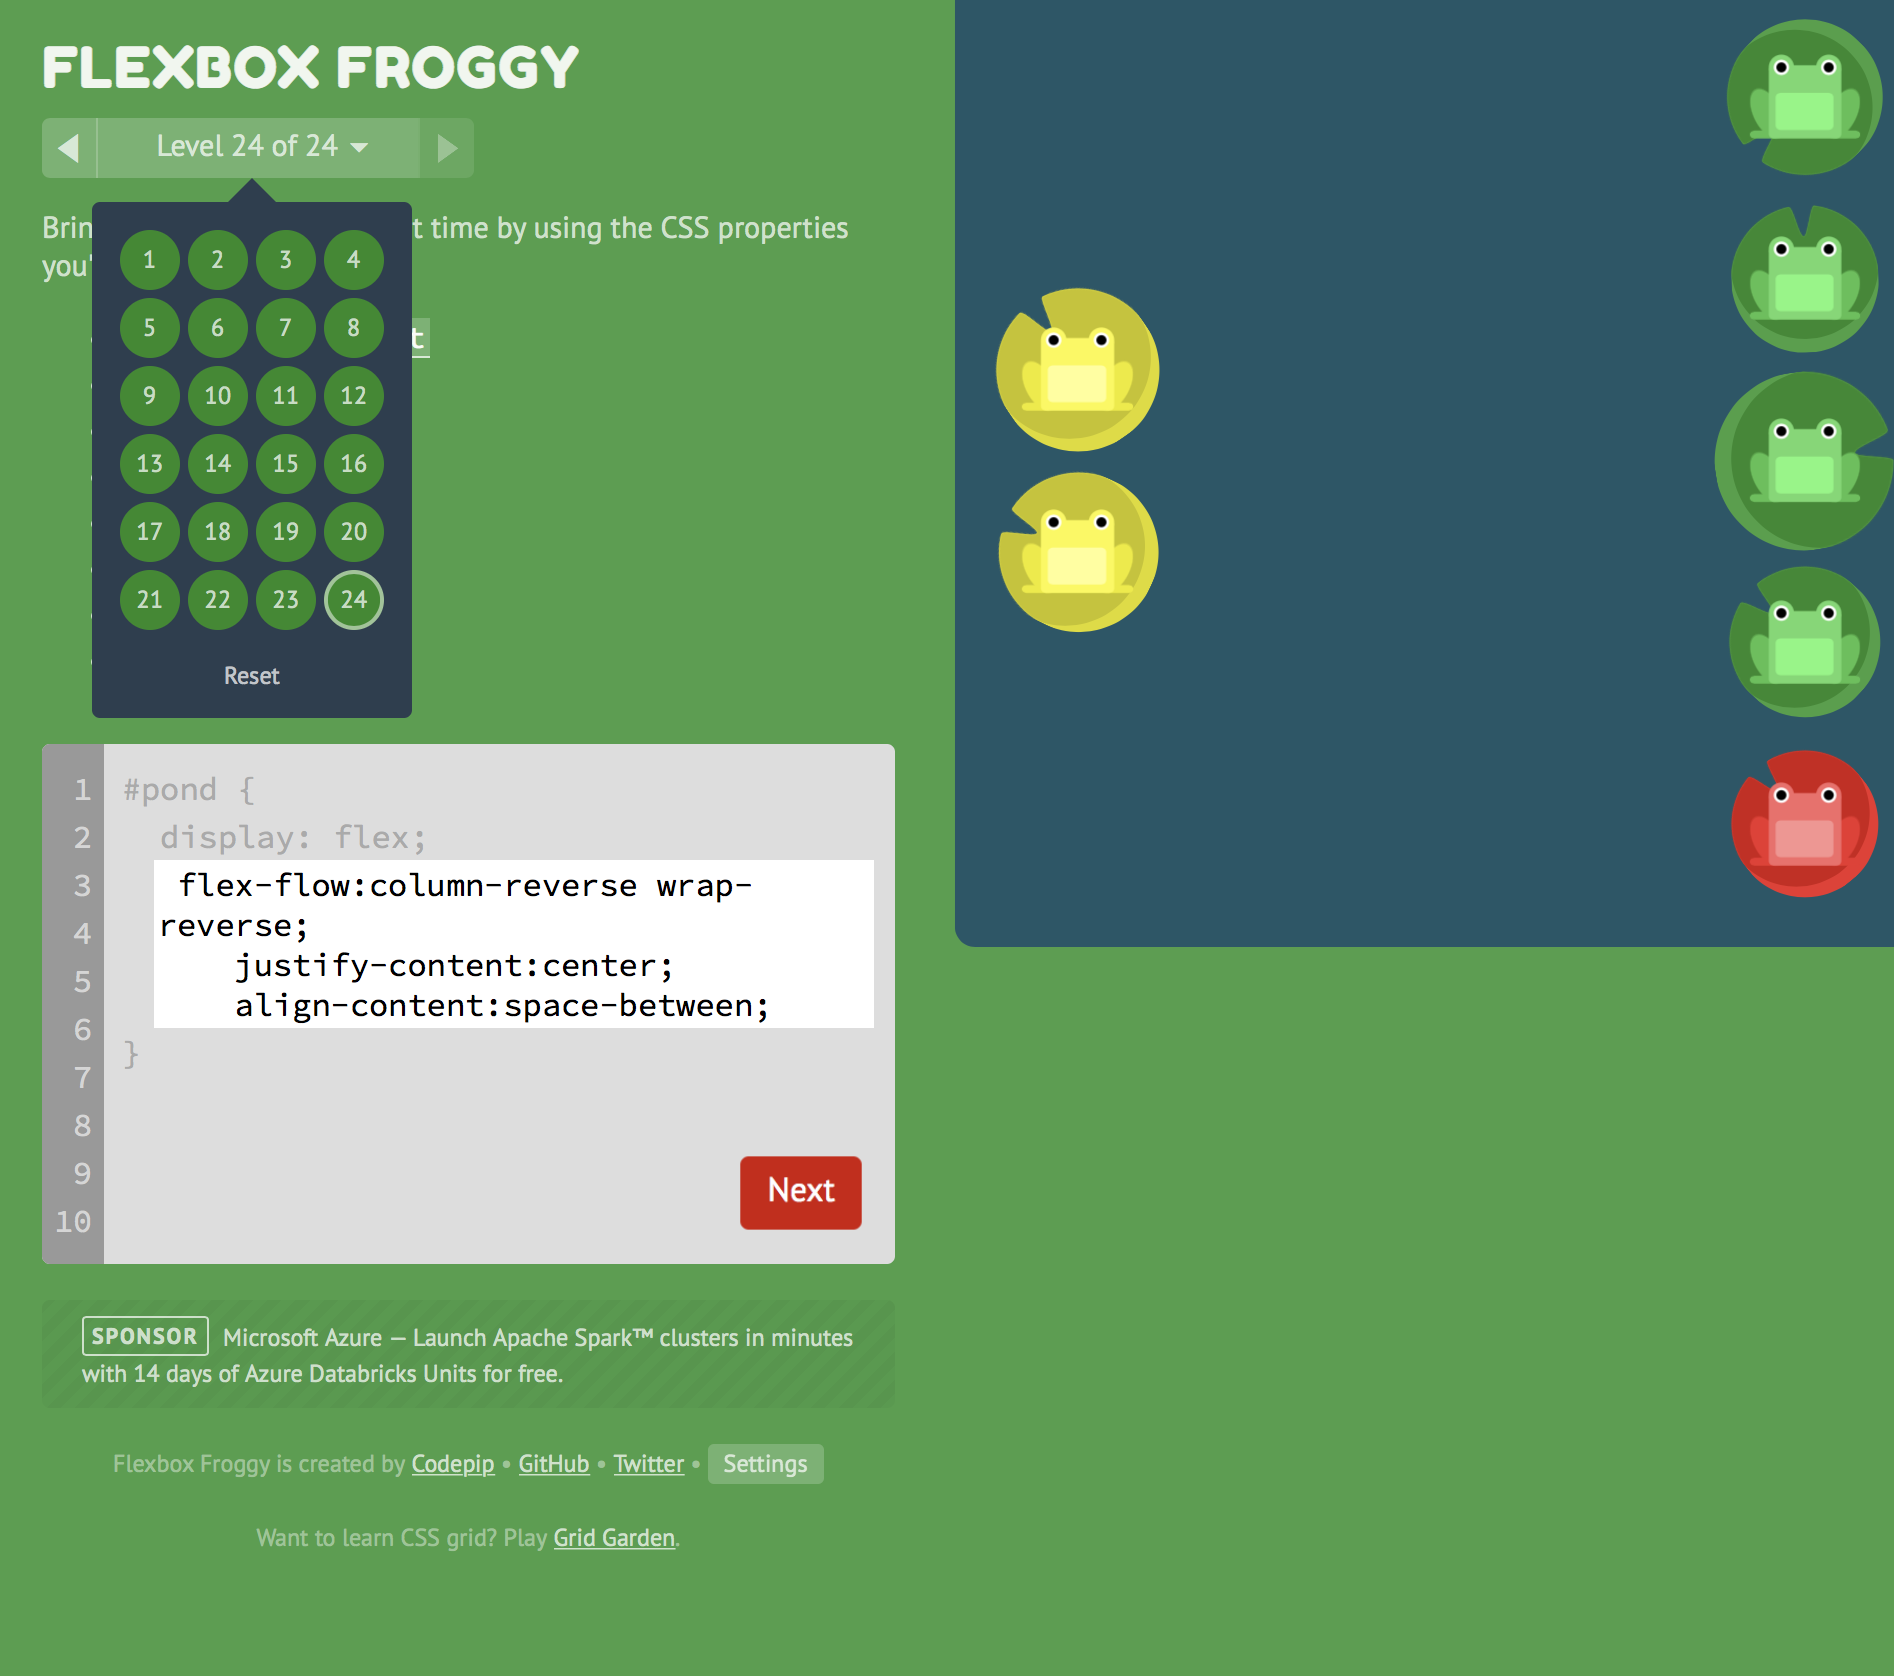 FLEXBOX FROGGY
Level 24 of 24
t time by using the CSS properties
1 2 3 4
5 6 7 8
9 10 11 12
13 14 15 16
17 18 19 20
21 22 23 24
Reset
1 #pond {
2 display: flex;
3 flex-flow:column-reverse wrap-
4 reverse;
5 justify-content:center;
6 align-content:space-between;
}
7
8
9
10
Next
SPONSOR Microsoft Azure — Launch Apache Spark™ clusters in minutes
with 14 days of Azure Databricks Units for free.
Flexbox Froggy is created by Codepip • GitHub • Twitter • Settings
Want to learn CSS grid? Play Grid Garden.